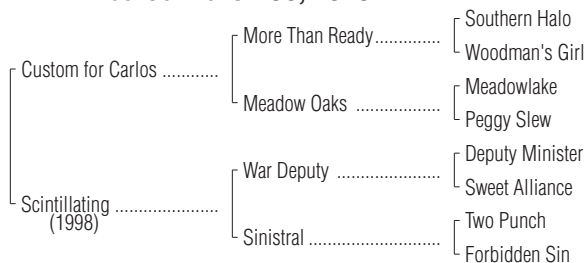 Southern Halo
More Than Ready..............
Woodman's Girl
Custom for Carlos ...........
Meadowlake
Meadow Oaks .................
Peggy Slew
Deputy Minister
War Deputy .....................
Sweet Alliance
Scintillating .....................
(1998)
Two Punch
Sinistral ...........................
Forbidden Sin